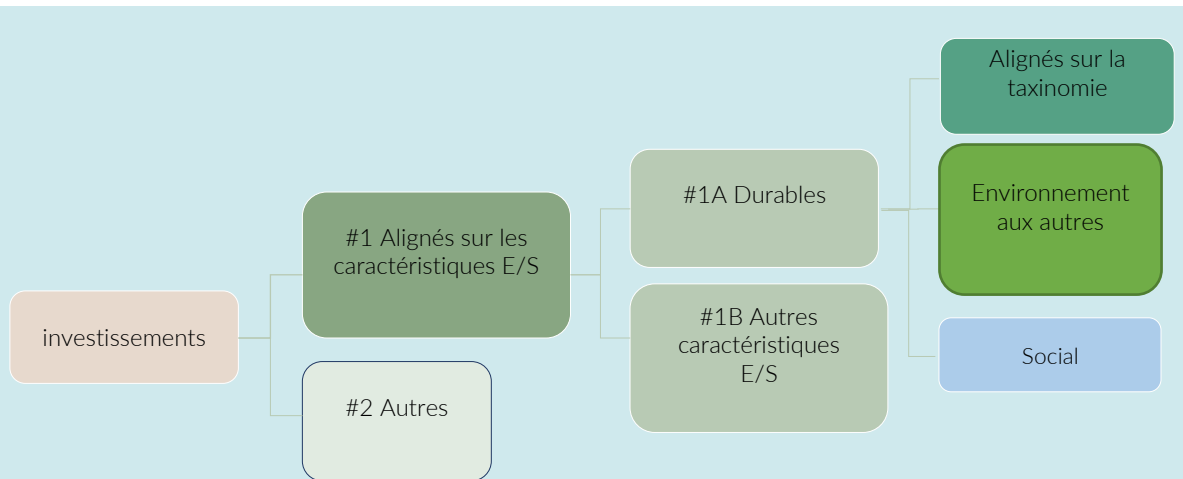 investissements
#1 Alignés sur les
caractéristiques E/S
#2 Autres
#1A Durables
#1B Autres
caractéristiques
E/S
Alignés sur la
taxinomie
Environnement
aux autres
Social